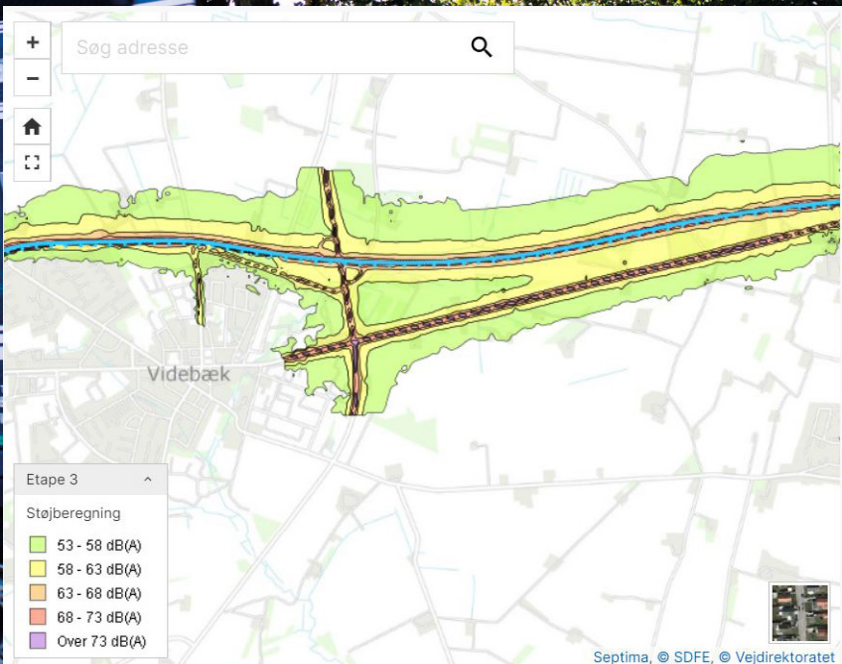 +
Søg adresse
−
Videbæk
Etape 3
Støjberegning
53 - 58 dB(A)
58 - 63 dB(A)
63 - 68 dB(A)
68 - 73 dB(A)
Over 73 dB(A)
Septima, © SDFE, © Vejdirektoratet